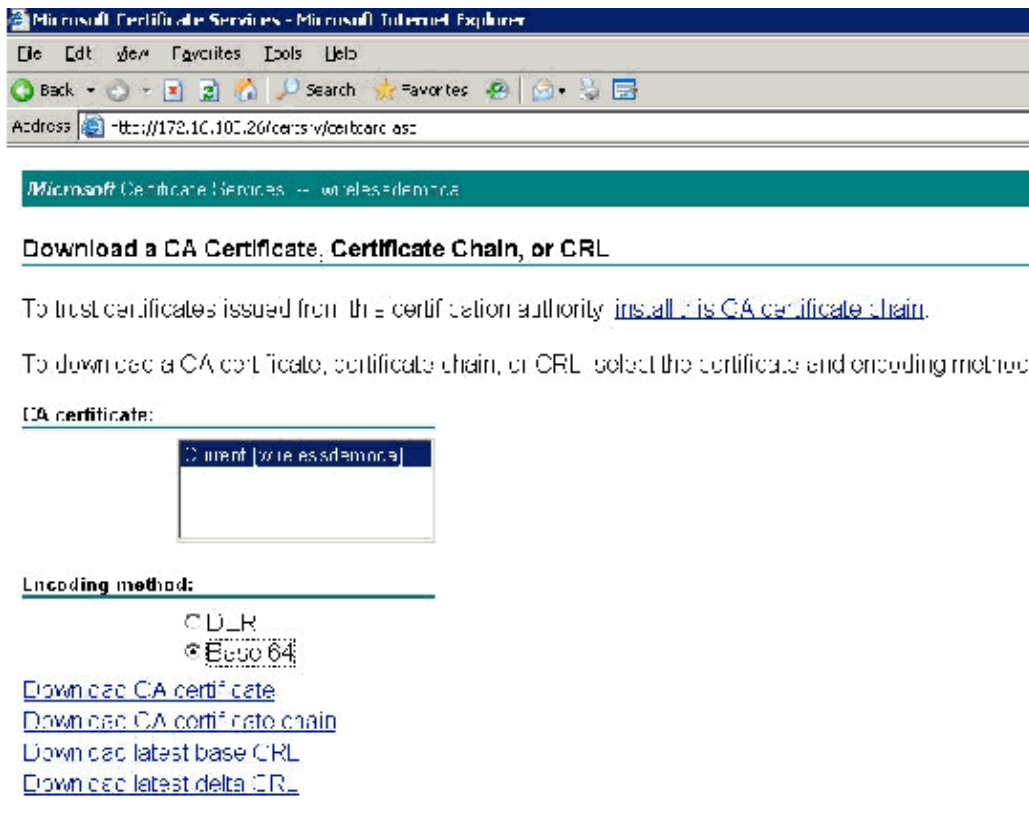 Microsoft Certificate Services - Microsoft Internet Explorer
File Edit View Favorites Tools Help
Back Search Favorites
Address http://172.16.100.26/certsrv/certcarc.asp
Microsoft Certificate Services -- wirelessdemoca
Download a CA Certificate, Certificate Chain, or CRL
To trust certificates issued from this certification authority, install this CA certificate chain.
To download a CA certificate, certificate chain, or CRL, select the certificate and encoding method
CA certificate:
Current [wirelessdemoca]
Encoding method:
DER
Base 64
Download CA certificate
Download CA certificate chain
Download latest base CRL
Download latest delta CRL